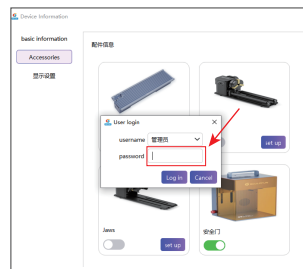 Device Information
basic information
Accessories
显示设置
配件信息
set up
User login
username 管理员
password
Log in Cancel
Jaws
set up
安全门